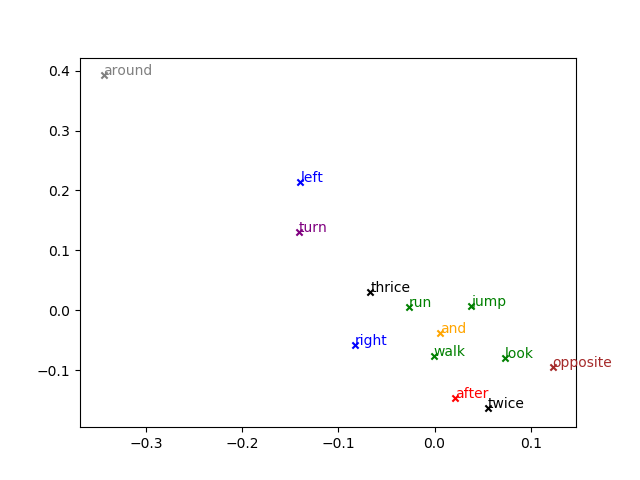 0.4
around
0.3
0.2
left
turn
0.1
thrice
0.0
run
jump
and
right
walk
look
−0.1
opposite
after
twice
−0.3
−0.2
−0.1
0.0
0.1